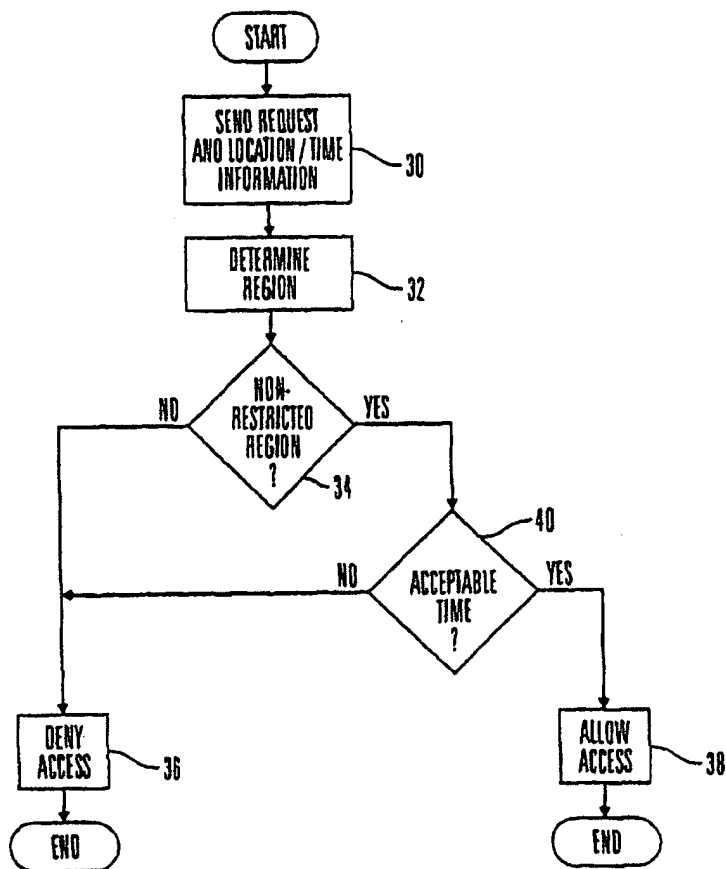 START
SEND REQUEST
AND LOCATION / TIME
INFORMATION
30
DETERMINE
REGION
32
NON-
RESTRICTED
REGION
?
NO
YES
34
40
ACCEPTABLE
TIME
?
NO
YES
DENY
ACCESS
36
ALLOW
ACCESS
38
END
END